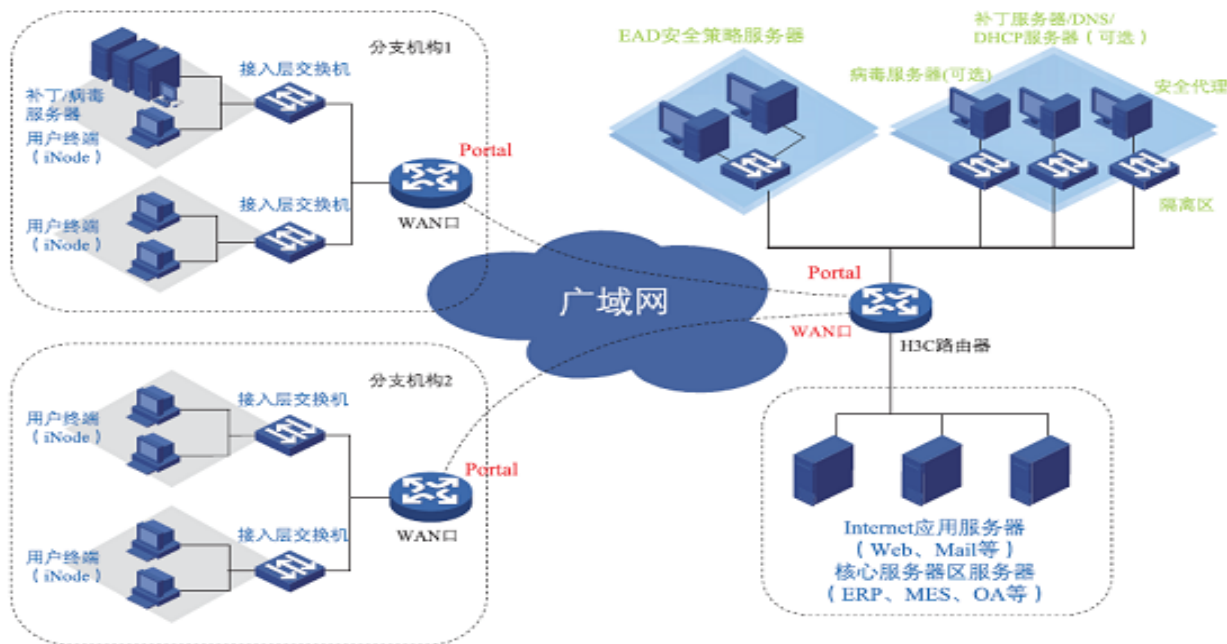 分支机构1
接入层交换机
补丁/病毒
服务器
用户终端
（iNode）
Portal
WAN口
接入层交换机
用户终端
（iNode）
分支机构2
接入层交换机
用户终端
（iNode）
Portal
WAN口
接入层交换机
用户终端
（iNode）
广域网
EAD安全策略服务器
补丁服务器/DNS/
DHCP服务器（可选）
病毒服务器(可选)
安全代理
隔离区
Portal
WAN口
H3C路由器
Internet应用服务器
（Web、Mail等）
核心服务器区服务器
（ERP、MES、OA等）